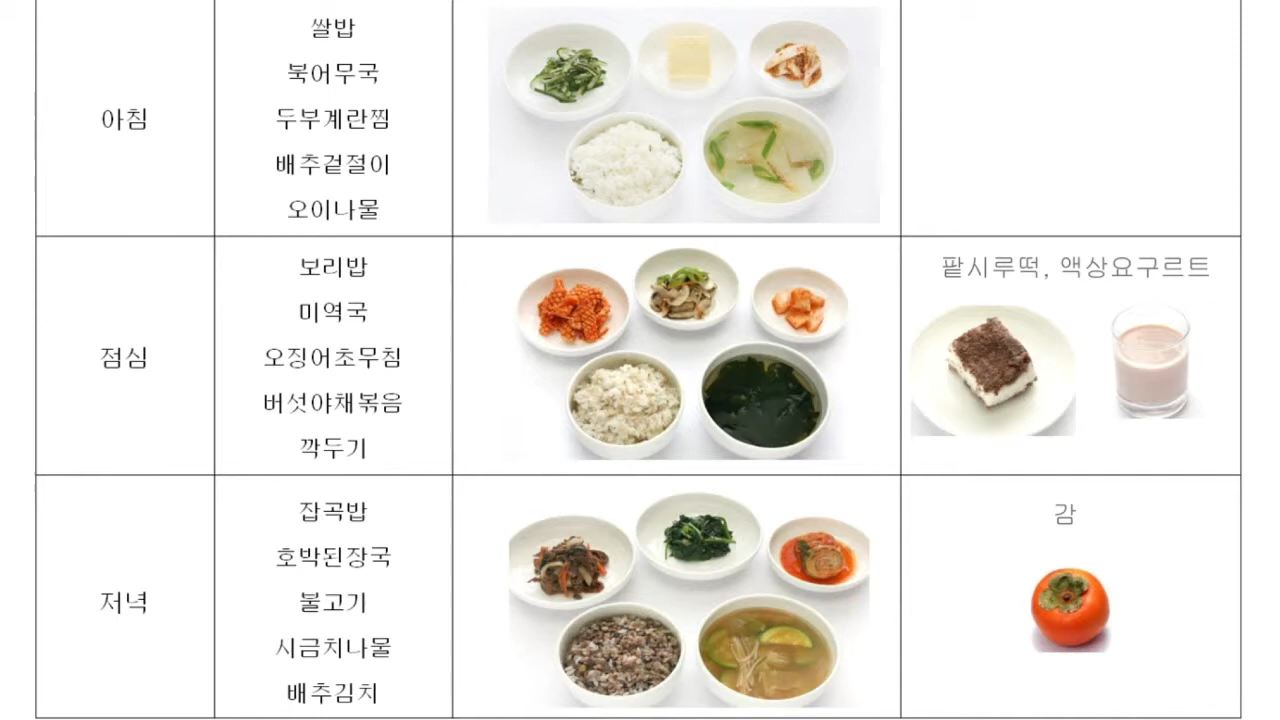 아침
쌀밥
북어무국
두부계란찜
배추겉절이
오이나물
점심
보리밥
미역국
오징어초무침
버섯야채볶음
깍두기
팥시루떡, 액상요구르트
저녁
잡곡밥
호박된장국
불고기
시금치나물
배추김치
감